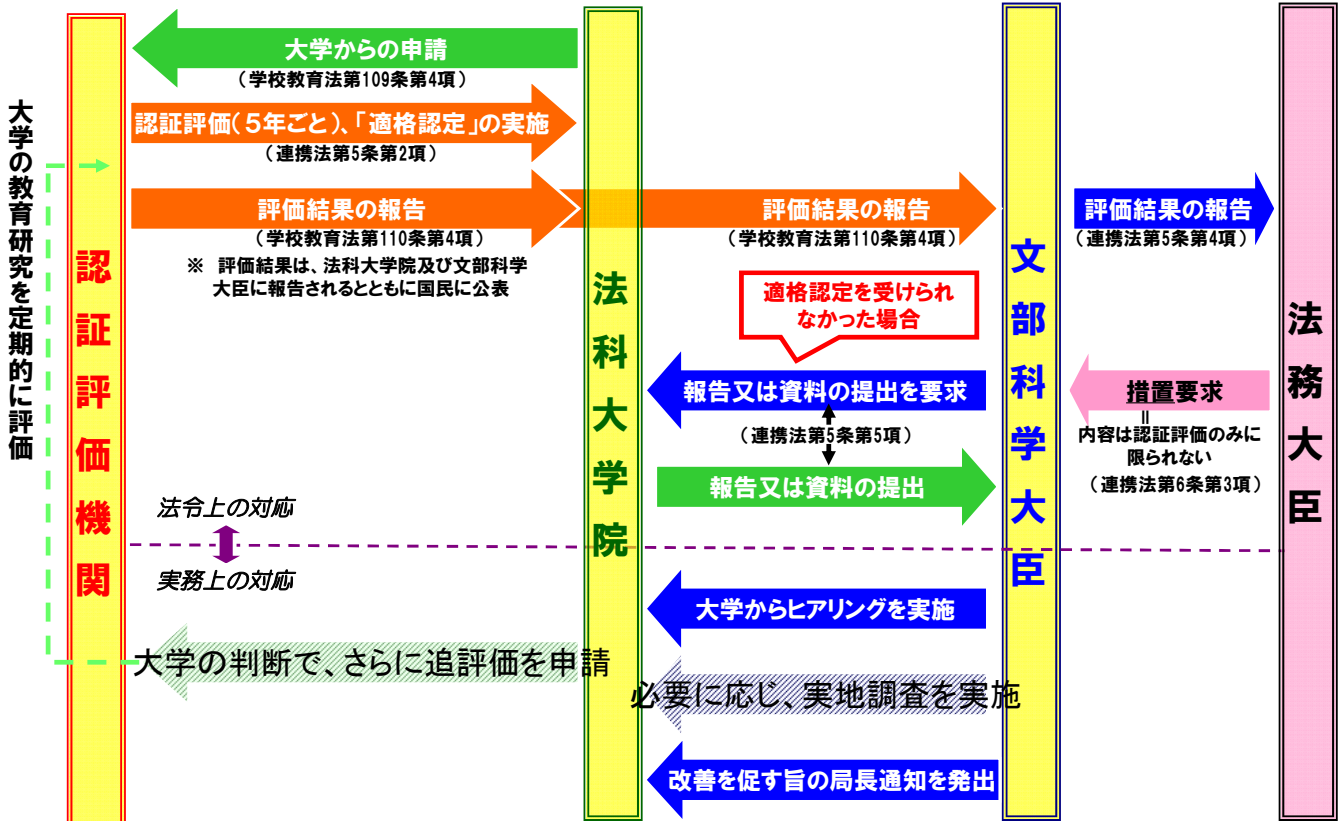 大学からの申請
（学校教育法第109条第4項）
認証評価（５年ごと）、「適格認定」の実施
（連携法第5条第2項）
評価結果の報告
（学校教育法第110条第4項）
※　評価結果は、法科大学院及び文部科学
大臣に報告されるとともに国民に公表
評価結果の報告
（学校教育法第110条第4項）
評価結果の報告
（連携法第5条第4項）
大学の教育研究を定期的に評価
認証評価機関
法科大学院
文部科学大臣
法務大臣
適格認定を受けられ
なかった場合
報告又は資料の提出を要求
（連携法第5条第5項）
報告又は資料の提出
措置要求
＝
内容は認証評価のみに
限られない
（連携法第6条第3項）
法令上の対応
実務上の対応
大学からヒアリングを実施
大学の判断で、さらに追評価を申請
必要に応じ、実地調査を実施
改善を促す旨の局長通知を発出